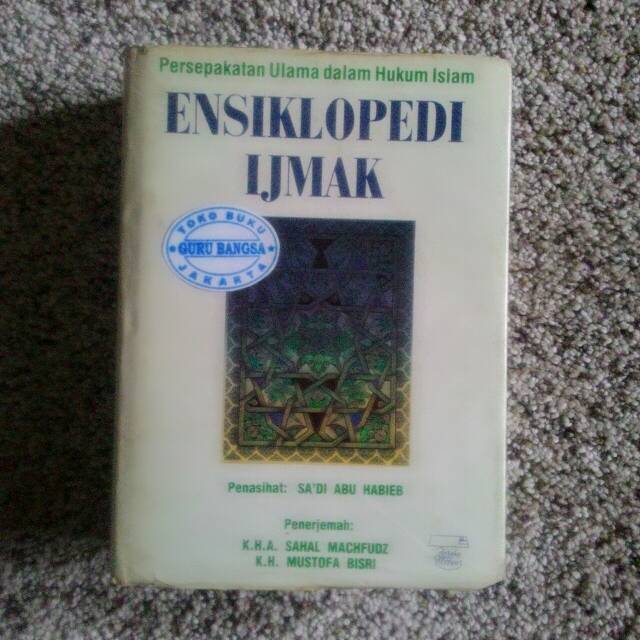 Persepakatan Ulama dalam Hukum Islam
ENSIKLOPEDI
IJMAK
TOKO BUKU
GURU BANGSA
JAKARTA
Penasihat: SA'DI ABU HABIEB
Penerjemah:
K.H.A. SAHAL MACHFUDZ
K.H. MUSTOFA BISRI